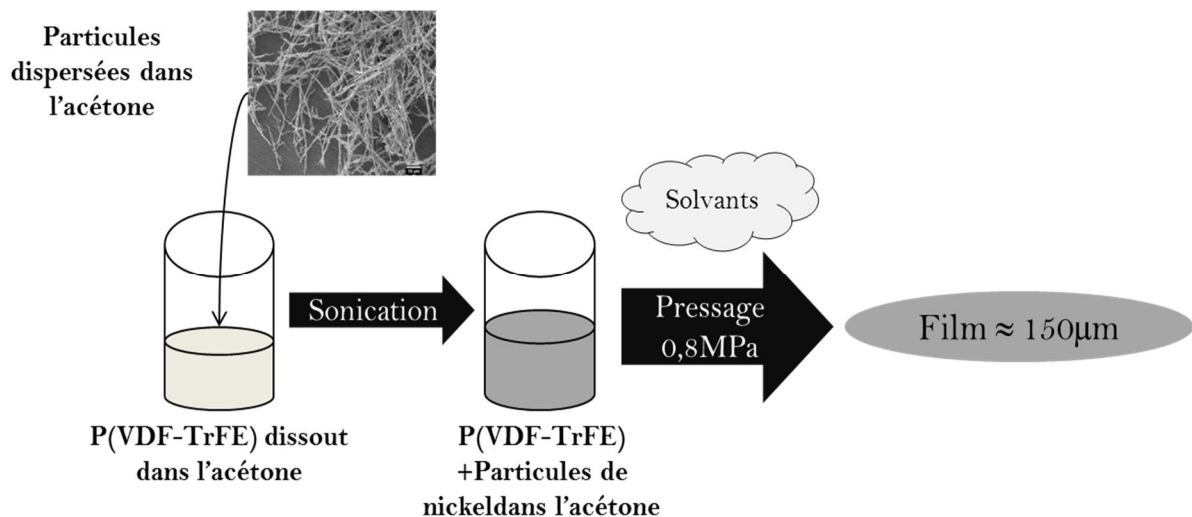 Particules
dispersées dans
l'acétone
Solvants
Sonication
Pressage
0,8MPa
Film ≈ 150µm
P(VDF-TrFE) dissout
dans l'acétone
P(VDF-TrFE)
+Particules de
nickeldans l'acétone